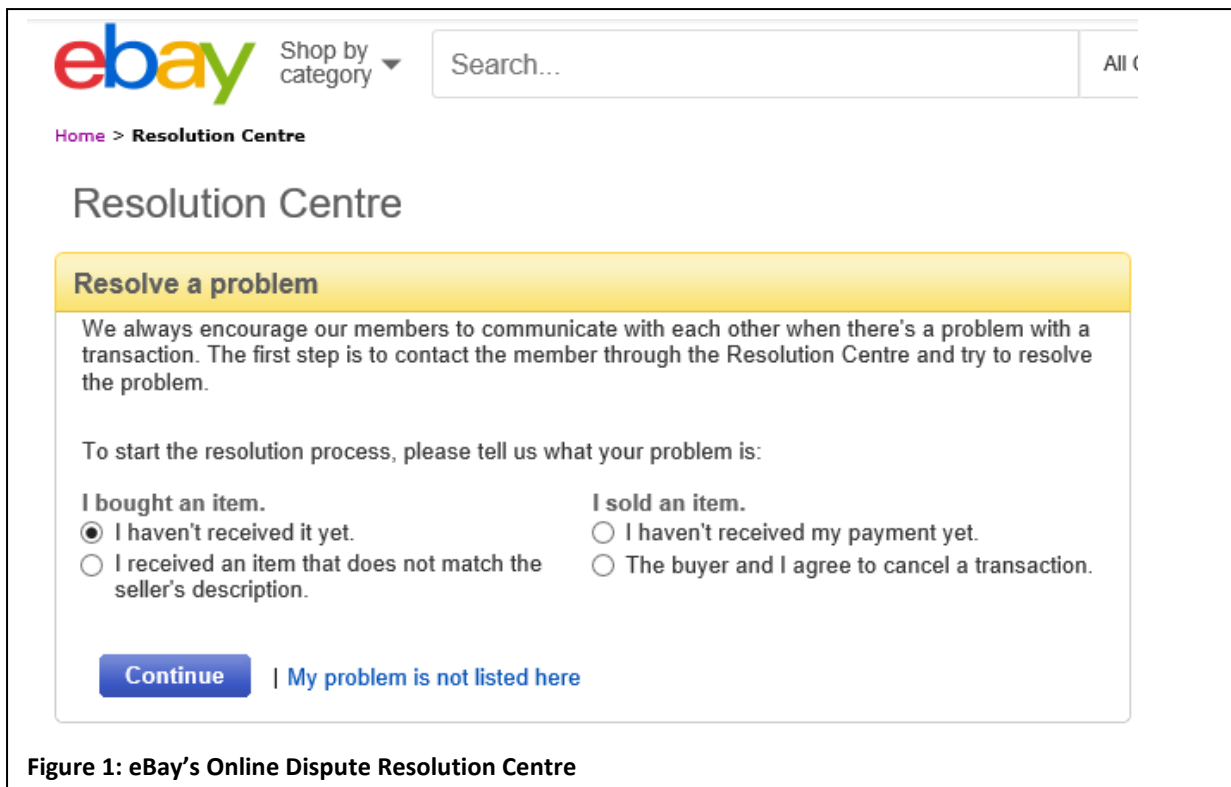 ebay
Shop by
category
Search...
All
Home > Resolution Centre
Resolution Centre
Resolve a problem
We always encourage our members to communicate with each other when there's a problem with a
transaction. The first step is to contact the member through the Resolution Centre and try to resolve
the problem.
To start the resolution process, please tell us what your problem is:
I bought an item.
I haven't received it yet.
I received an item that does not match the
seller's description.
I sold an item.
I haven't received my payment yet.
The buyer and I agree to cancel a transaction.
Continue
| My problem is not listed here
Figure 1: eBay’s Online Dispute Resolution Centre